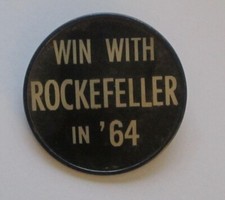 WIN WITH
ROCKEFELLER
IN '64